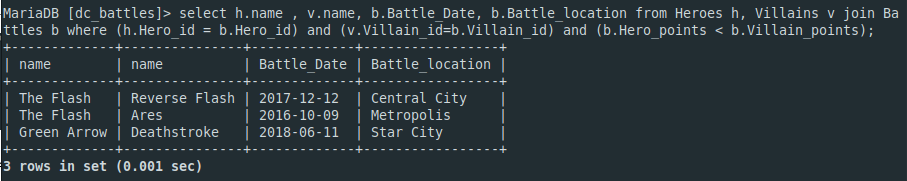 MariaDB [dc_battles]> select h.name , v.name, b.Battle_Date, b.Battle_location from Heroes h, Villains v join Ba
ttles b where (h.Hero_id = b.Hero_id) and (v.Villain_id=b.Villain_id) and (b.Hero_points < b.Villain_points);
+-------------+---------------+-------------+-----------------+
| name        | name          | Battle_Date | Battle_location |
+-------------+---------------+-------------+-----------------+
| The Flash   | Reverse Flash | 2017-12-12  | Central City    |
| The Flash   | Ares          | 2016-10-09  | Metropolis      |
| Green Arrow | Deathstroke   | 2018-06-11  | Star City       |
+-------------+---------------+-------------+-----------------+
3 rows in set (0.001 sec)